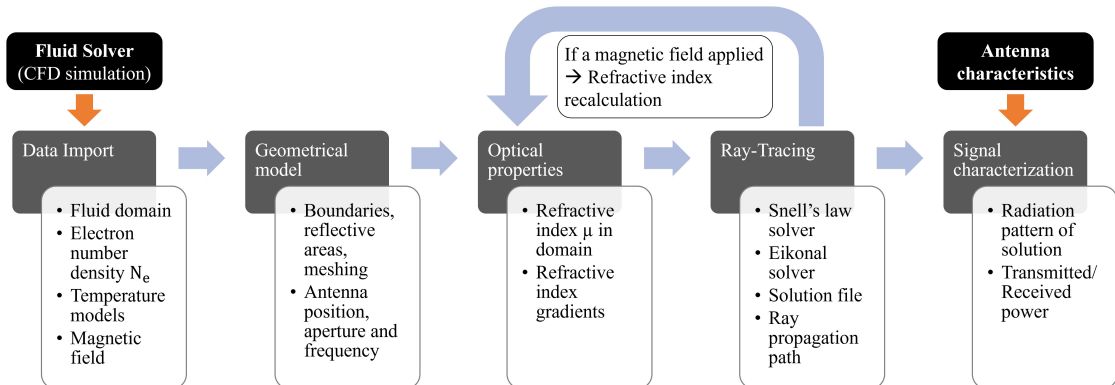 Fluid Solver
(CFD simulation)
If a magnetic field applied
→ Refractive index
recalculation
Antenna
characteristics
Data Import
• Fluid domain
• Electron
number
density Nₑ
• Temperature
models
• Magnetic
field
Geometrical
model
• Boundaries,
reflective
areas,
meshing
• Antenna
position,
aperture and
frequency
Optical
properties
• Refractive
index μ in
domain
• Refractive
index
gradients
Ray-Tracing
• Snell's law
solver
• Eikonal
solver
• Solution file
• Ray
propagation
path
Signal
characterization
• Radiation
pattern of
solution
• Transmitted/
Received
power